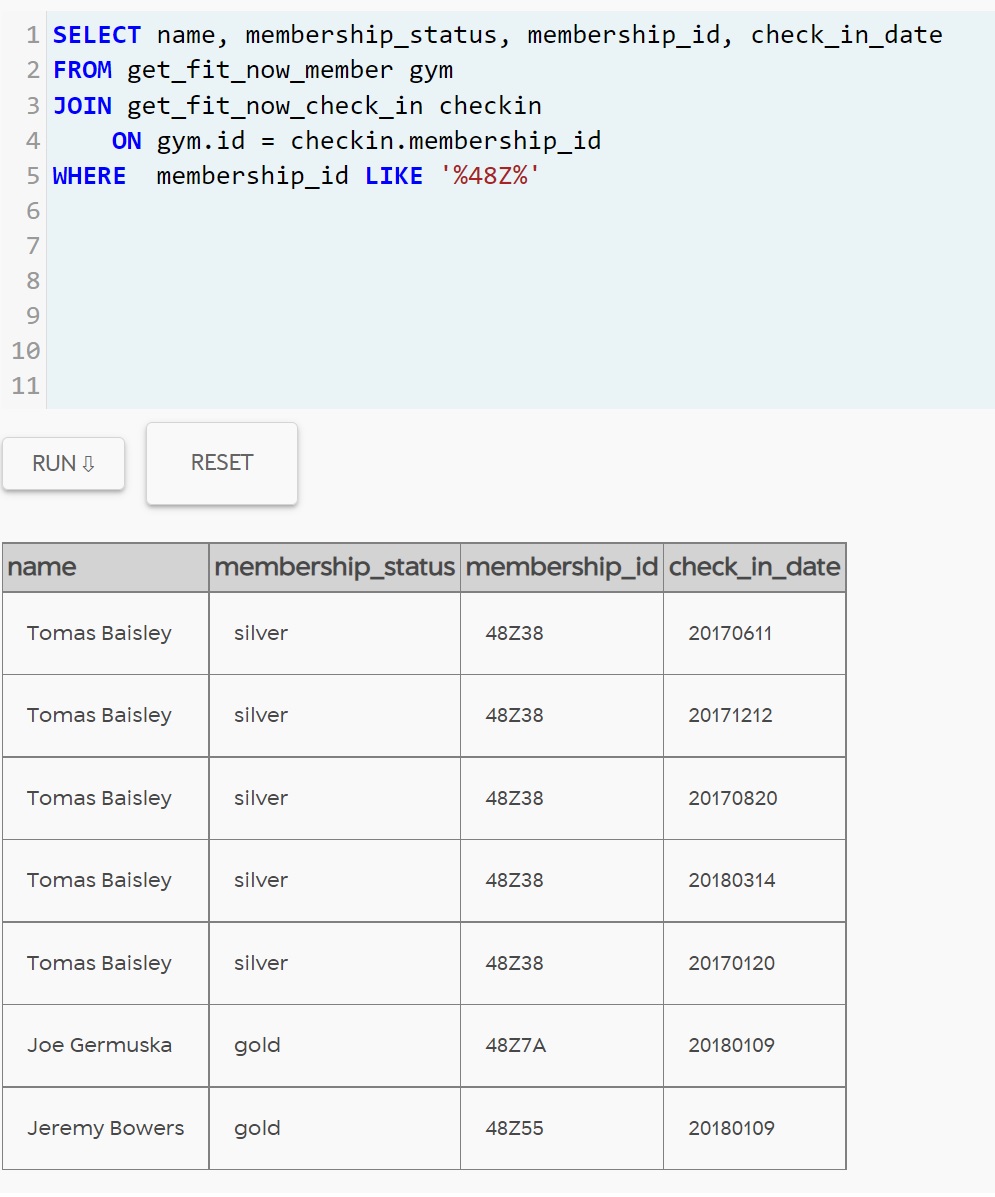 1 SELECT name, membership_status, membership_id, check_in_date
2 FROM get_fit_now_member gym
3 JOIN get_fit_now_check_in checkin
4     ON gym.id = checkin.membership_id
5 WHERE  membership_id LIKE '%48Z%'
6
7
8
9
10
11
RUN ⇩ RESET
name membership_status membership_id check_in_date
Tomas Baisley silver 48Z38 20170611
Tomas Baisley silver 48Z38 20171212
Tomas Baisley silver 48Z38 20170820
Tomas Baisley silver 48Z38 20180314
Tomas Baisley silver 48Z38 20170120
Joe Germuska gold 48Z7A 20180109
Jeremy Bowers gold 48Z55 20180109